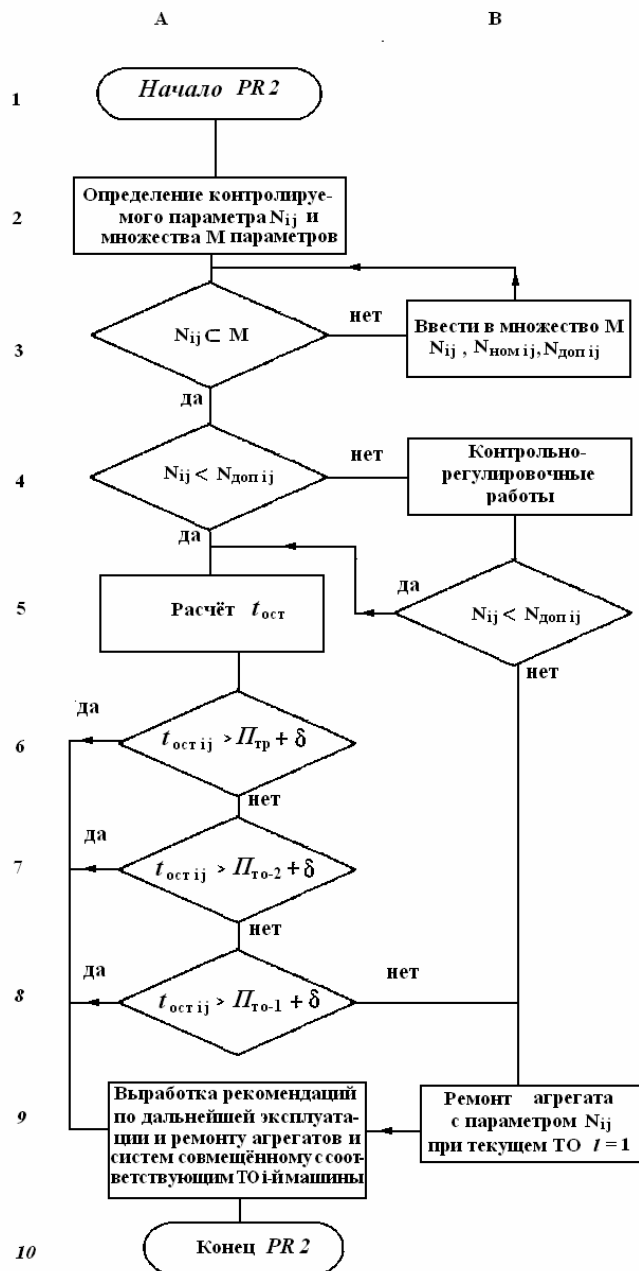 А
В
1
Начало PR 2
2
Определение контролируе-
мого параметра Nij и
множества М параметров
3
Nij ⊂ M
нет
Ввести в множество М
Nij , Nном ij, Nдоп ij
да
4
Nij < Nдоп ij
нет
Контрольно-
регулировочные
работы
да
5
Расчёт tост
да
Nij < Nдоп ij
нет
да
6
tост ij > Птр + δ
нет
да
7
tост ij > Пто-2 + δ
нет
да
8
tост ij > Пто-1 + δ
нет
9
Выработка рекомендаций
по дальнейшей эксплуата-
ции и ремонту агрегатов и
систем совмещённому с соот-
ветствующим ТО i-й машины
Ремонт агрегата
с параметром Nij
при текущем ТО l = 1
10
Конец PR 2